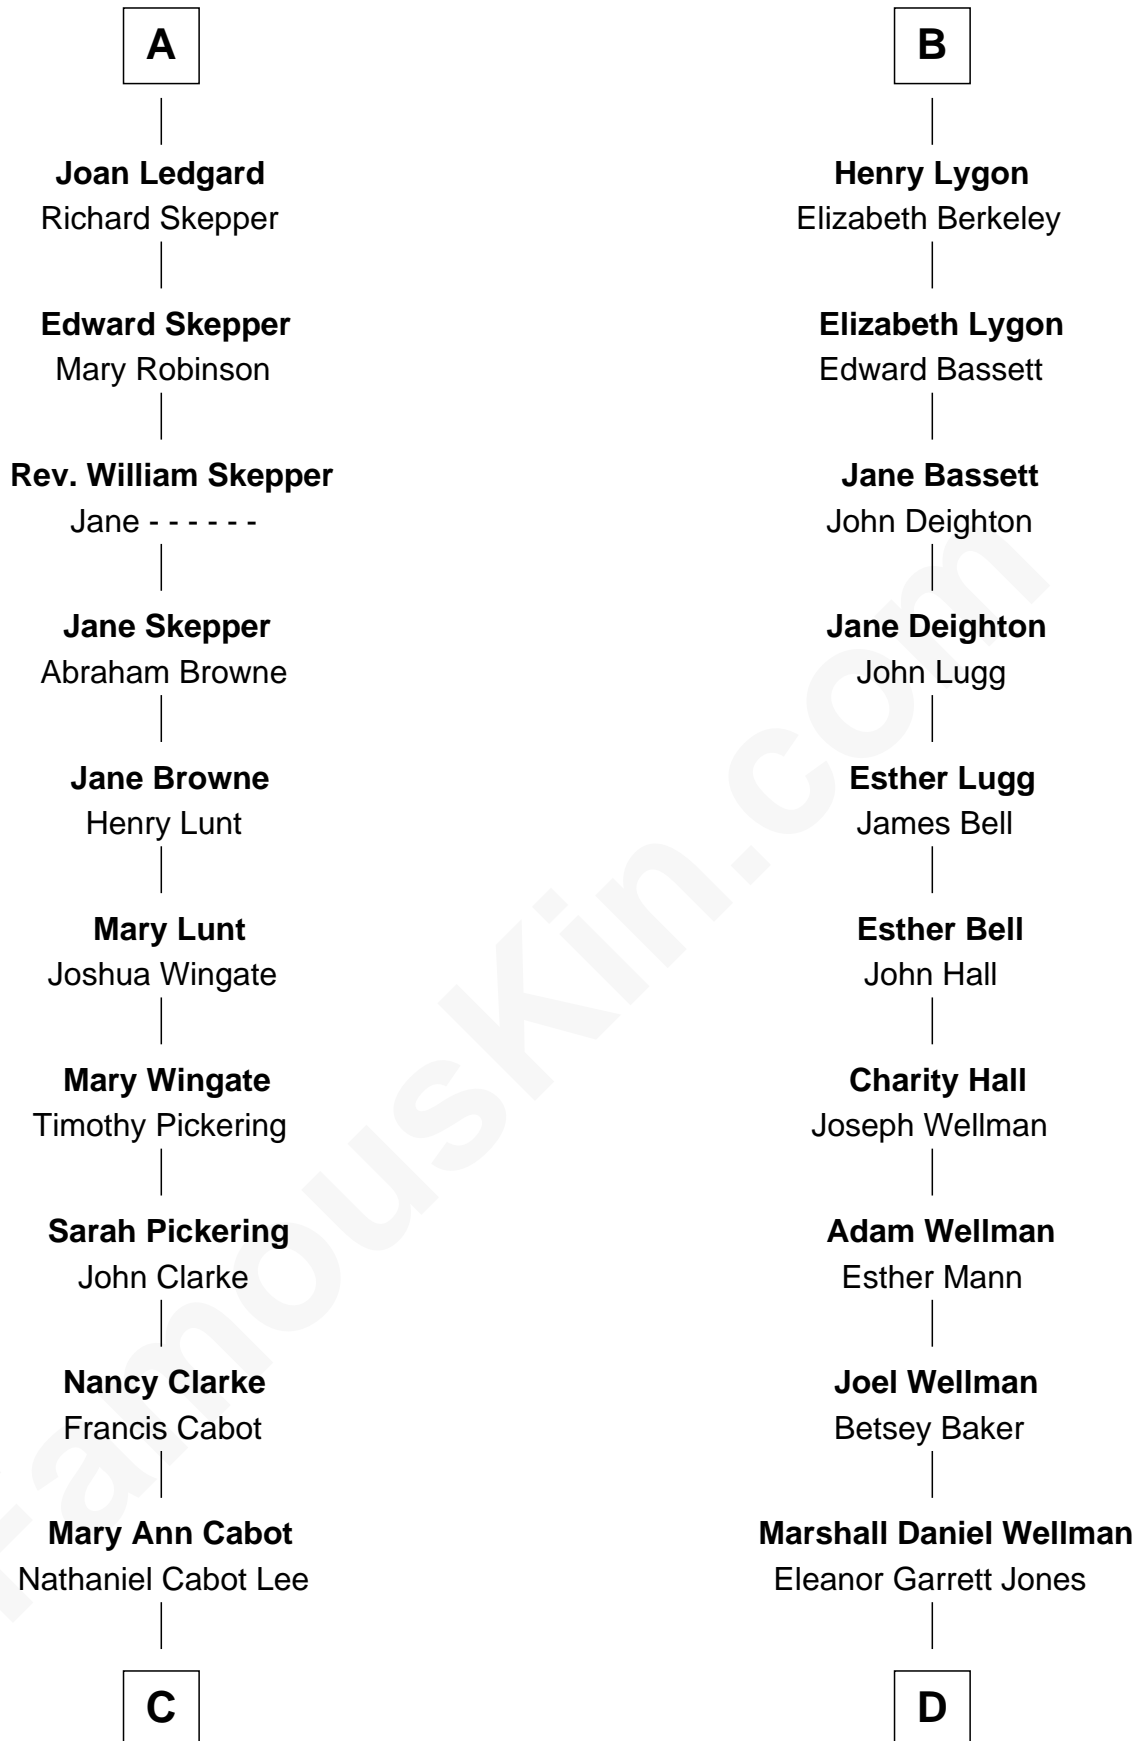 A
Joan Ledgard
Richard Skepper
Edward Skepper
Mary Robinson
Rev. William Skepper
Jane - - - - - -
Jane Skepper
Abraham Browne
Jane Browne
Henry Lunt
Mary Lunt
Joshua Wingate
Mary Wingate
Timothy Pickering
Sarah Pickering
John Clarke
Nancy Clarke
Francis Cabot
Mary Ann Cabot
Nathaniel Cabot Lee
C
B
Henry Lygon
Elizabeth Berkeley
Elizabeth Lygon
Edward Bassett
Jane Bassett
John Deighton
Jane Deighton
John Lugg
Esther Lugg
James Bell
Esther Bell
John Hall
Charity Hall
Joseph Wellman
Adam Wellman
Esther Mann
Joel Wellman
Betsey Baker
Marshall Daniel Wellman
Eleanor Garrett Jones
D
FamousKin.com